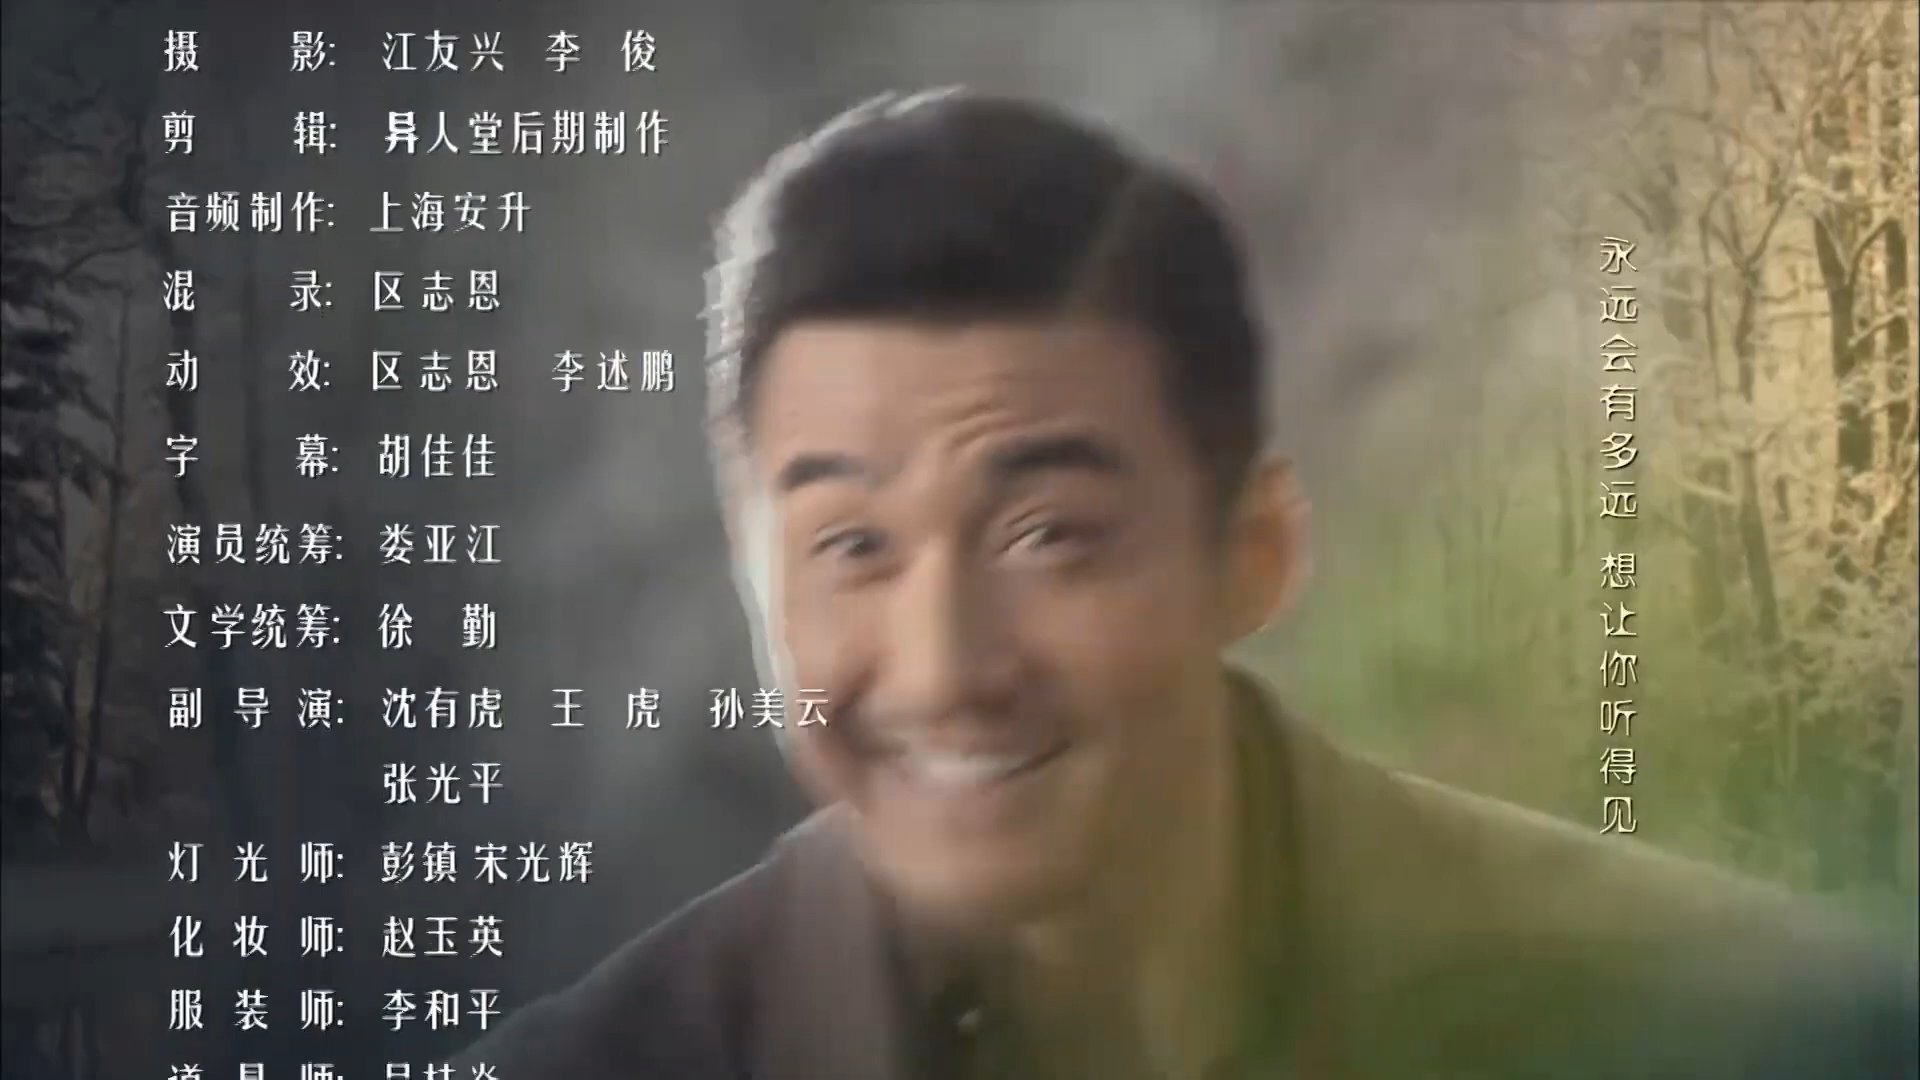 摄 影: 江友兴 李 俊
剪 辑: 异人堂后期制作
音频制作: 上海安升
混 录: 区志恩
动 效: 区志恩 李述鹏
字 幕: 胡佳佳
演员统筹: 娄亚江
文学统筹: 徐 勤
副 导 演: 沈有虎 王 虎 孙美云
张光平
灯 光 师: 彭镇 宋光辉
化 妆 师: 赵玉英
服 装 师: 李和平
道 具 师:
永远会有多远 想让你听得见